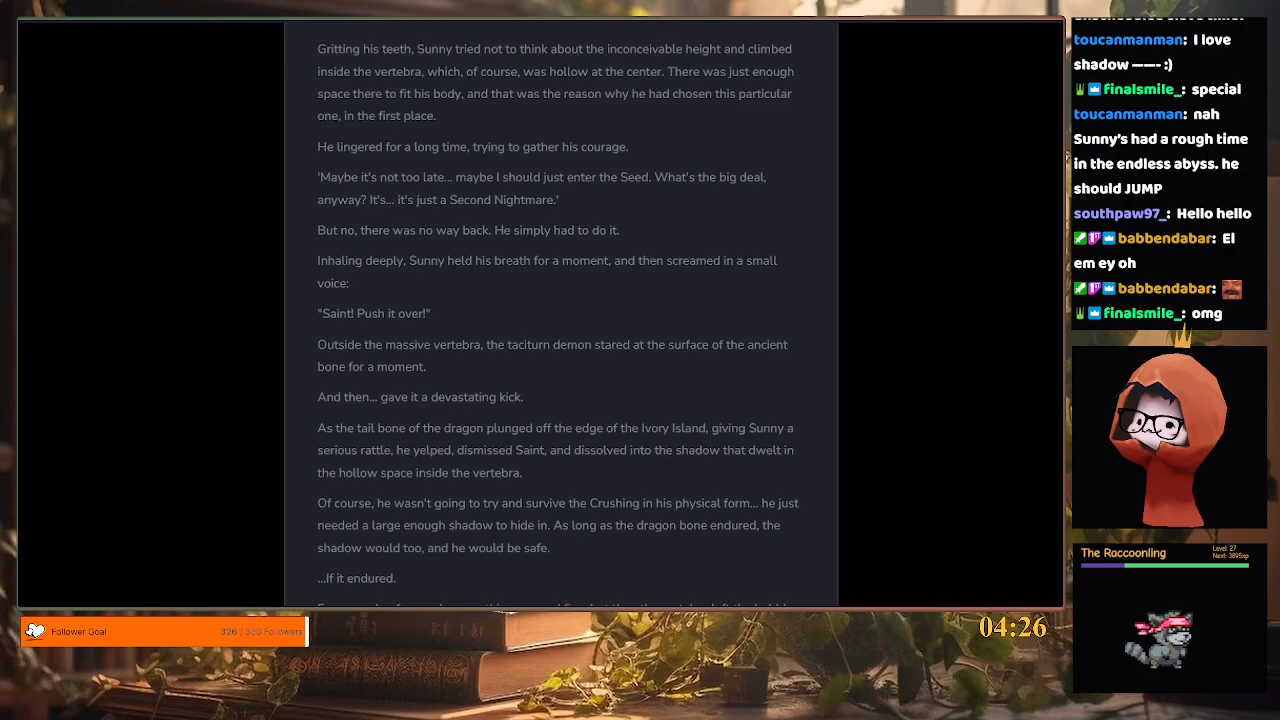 Gritting his teeth, Sunny tried not to think about the inconceivable height and climbed
inside the vertebra, which, of course, was hollow at the center. There was just enough
space there to fit his body, and that was the reason why he had chosen this particular
one, in the first place.
He lingered for a long time, trying to gather his courage.
'Maybe it's not too late... maybe I should just enter the Seed. What's the big deal,
anyway? It's... it's just a Second Nightmare.'
But no, there was no way back. He simply had to do it.
Inhaling deeply, Sunny held his breath for a moment, and then screamed in a small
voice:
"Saint! Push it over!"
Outside the massive vertebra, the taciturn demon stared at the surface of the ancient
bone for a moment.
And then... gave it a devastating kick.
As the tail bone of the dragon plunged off the edge of the Ivory Island, giving Sunny a
serious rattle, he yelped, dismissed Saint, and dissolved into the shadow that dwelt in
the hollow space inside the vertebra.
Of course, he wasn't going to try and survive the Crushing in his physical form... he just
needed a large enough shadow to hide in. As long as the dragon bone endured, the
shadow would too, and he would be safe.
...If it endured.
toucanmanman: I love
shadow ——- :)
finalsmile_: special
toucanmanman: nah
Sunny's had a rough time
in the endless abyss. he
should JUMP
southpaw97_: Hello hello
babbendabar: El
em ey oh
babbendabar:
finalsmile_: omg
The Raccoonling
Level: 27
Next: 3895xp
Follower Goal
326 / 330 Followers
04:26